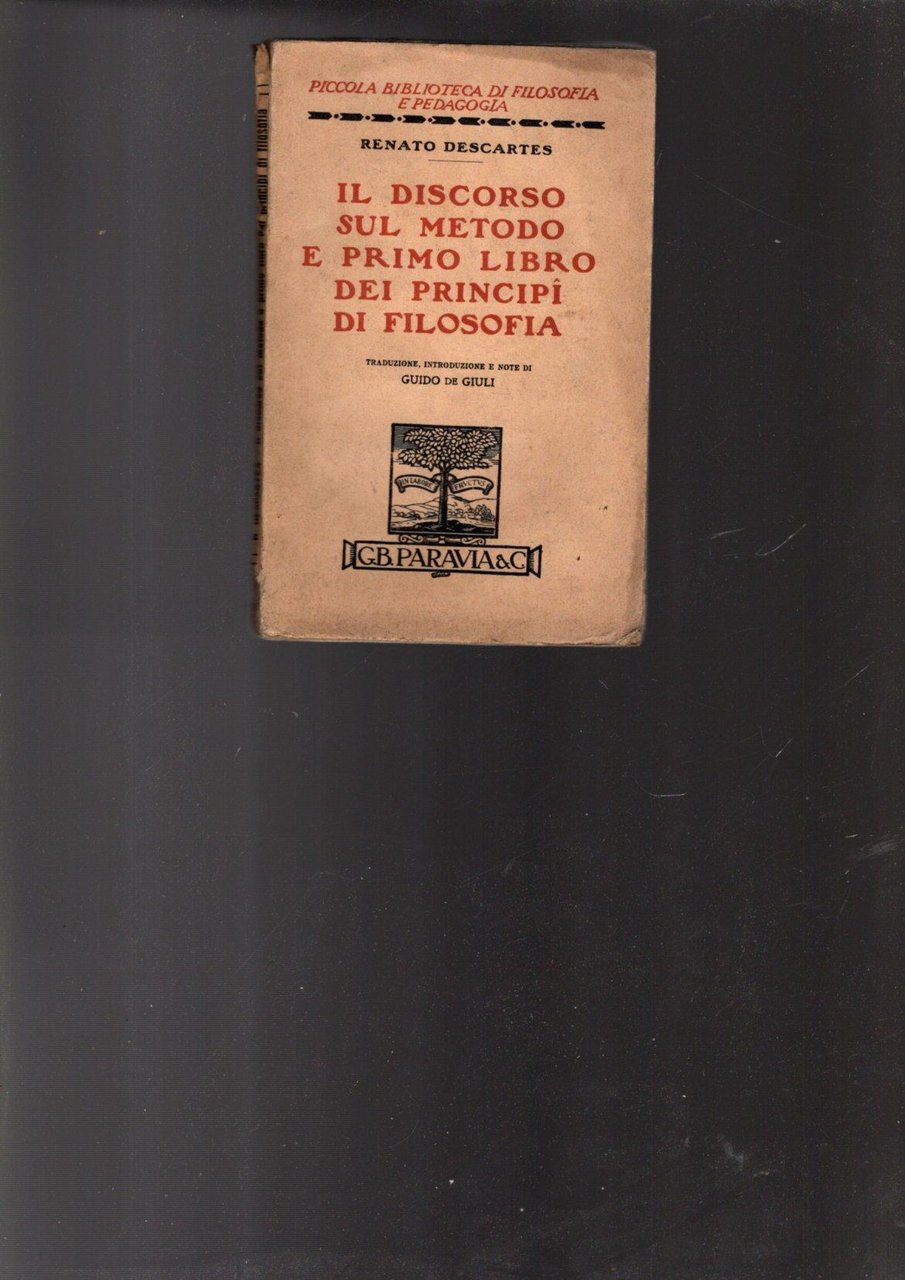 PICCOLA BIBLIOTECA DI FILOSOFIA
E PEDAGOGIA
RENATO DESCARTES
IL DISCORSO
SUL METODO
E PRIMO LIBRO
DEI PRINCIPÎ
DI FILOSOFIA
TRADUZIONE, INTRODUZIONE E NOTE DI
GUIDO DE GIULI
IN LABORE FRVCTVS
G.B. PARAVIA & C.